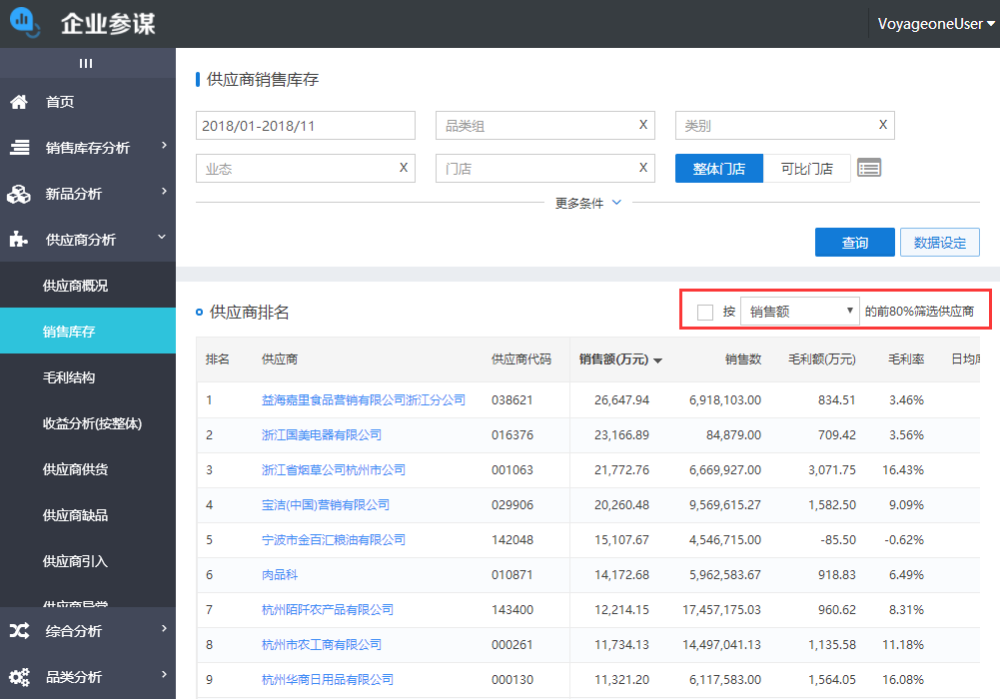 企业参谋
VoyageoneUser
首页
销售库存分析
新品分析
供应商分析
供应商概况
销售库存
毛利结构
收益分析(按整体)
供应商供货
供应商缺品
供应商引入
综合分析
品类分析
供应商销售库存
2018/01-2018/11 品类组 X 类别 X
业态 X 门店 X 整体门店 可比门店
更多条件
查询 数据设定
供应商排名 按 销售额 的前80%筛选供应商
排名 供应商 供应商代码 销售额(万元) 销售数 毛利额(万元) 毛利率 日均库
1 益海嘉里食品营销有限公司浙江分公司 038621 26,647.94 6,918,103.00 834.51 3.46%
2 浙江国美电器有限公司 016376 23,166.89 84,879.00 709.42 3.56%
3 浙江省烟草公司杭州市公司 001063 21,772.76 6,669,927.00 3,071.75 16.43%
4 宝洁(中国)营销有限公司 029906 20,260.48 9,569,615.27 1,582.50 9.09%
5 宁波市金百汇粮油有限公司 142048 15,107.67 4,546,715.00 -85.50 -0.62%
6 肉品科 010871 14,172.68 5,962,583.67 918.83 6.49%
7 杭州陌阡农产品有限公司 143400 12,214.15 17,457,175.03 960.62 8.31%
8 杭州市农工商有限公司 000261 11,734.13 14,497,041.13 1,135.58 11.18%
9 杭州华商日用品有限公司 000130 11,321.20 6,117,583.00 1,564.05 16.08%